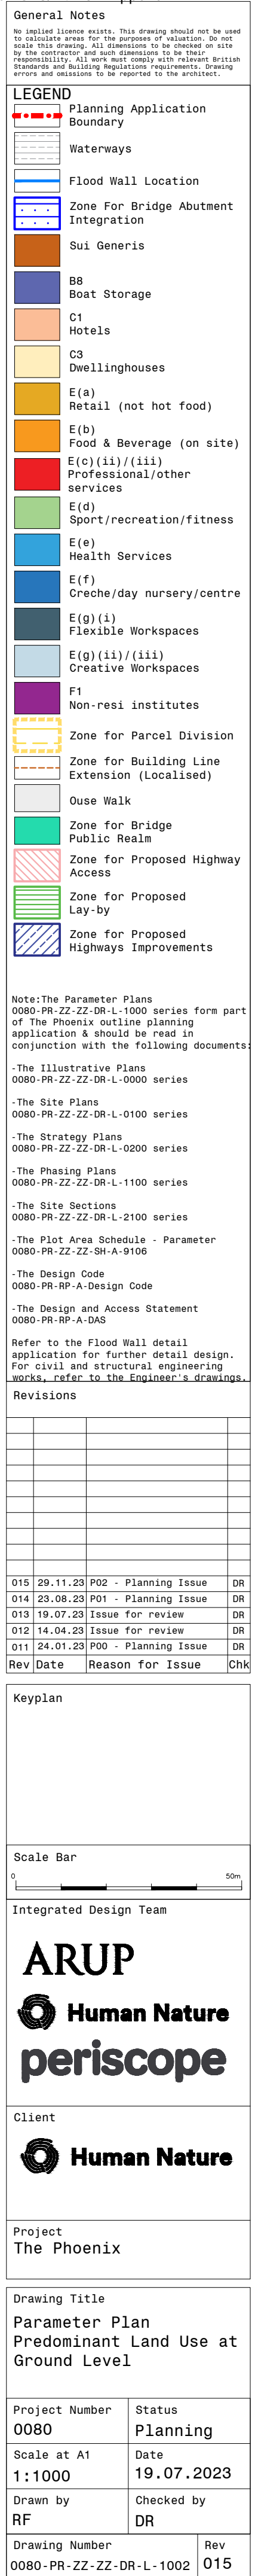 General Notes
No implied licence exists. This drawing should not be used
to calculate areas for the purposes of valuation. Do not
scale this drawing. All dimensions to be checked on site
by the contractor and such dimensions to be their
responsibility. All work must comply with relevant British
Standards and Building Regulations requirements. Drawing
errors and omissions to be reported to the architect.
LEGEND
Planning Application
Boundary
Waterways
Flood Wall Location
Zone For Bridge Abutment
Integration
Sui Generis
B8
Boat Storage
C1
Hotels
C3
Dwellinghouses
E(a)
Retail (not hot food)
E(b)
Food & Beverage (on site)
E(c)(ii)/(iii)
Professional/other
services
E(d)
Sport/recreation/fitness
E(e)
Health Services
E(f)
Creche/day nursery/centre
E(g)(i)
Flexible Workspaces
E(g)(ii)/(iii)
Creative Workspaces
F1
Non-resi institutes
Zone for Parcel Division
Zone for Building Line
Extension (Localised)
Ouse Walk
Zone for Bridge
Public Realm
Zone for Proposed Highway
Access
Zone for Proposed
Lay-by
Zone for Proposed
Highways Improvements
Note:The Parameter Plans
0080-PR-ZZ-ZZ-DR-L-1000 series form part
of The Phoenix outline planning
application & should be read in
conjunction with the following documents:
-The Illustrative Plans
0080-PR-ZZ-ZZ-DR-L-0000 series
-The Site Plans
0080-PR-ZZ-ZZ-DR-L-0100 series
-The Strategy Plans
0080-PR-ZZ-ZZ-DR-L-0200 series
-The Phasing Plans
0080-PR-ZZ-ZZ-DR-L-1100 series
-The Site Sections
0080-PR-ZZ-ZZ-DR-L-2100 series
-The Plot Area Schedule - Parameter
0080-PR-ZZ-ZZ-SH-A-9106
-The Design Code
0080-PR-RP-A-Design Code
-The Design and Access Statement
0080-PR-RP-A-DAS
Refer to the Flood Wall detail
application for further detail design.
For civil and structural engineering
works, refer to the Engineer's drawings.
Revisions
015 29.11.23 P02 - Planning Issue DR
014 23.08.23 P01 - Planning Issue DR
013 19.07.23 Issue for review DR
012 14.04.23 Issue for review DR
011 24.01.23 P00 - Planning Issue DR
Rev Date Reason for Issue Chk
Keyplan
Scale Bar
0 50m
Integrated Design Team
ARUP
Human Nature
periscope
Client
Human Nature
Project
The Phoenix
Drawing Title
Parameter Plan
Predominant Land Use at
Ground Level
Project Number Status
0080 Planning
Scale at A1 Date
1:1000 19.07.2023
Drawn by Checked by
RF DR
Drawing Number Rev
0080-PR-ZZ-ZZ-DR-L-1002 015